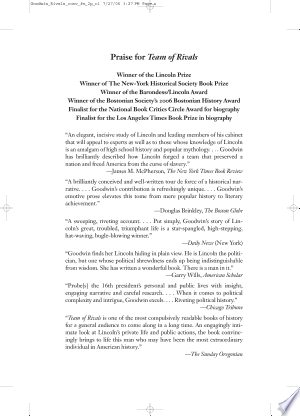 Goodwin_Rivals_conv_fm_2p_c1 7/27/06 1:27 PM Page a
Praise for Team of Rivals
Winner of the Lincoln Prize
Winner of The New-York Historical Society Book Prize
Winner of the Barondess/Lincoln Award
Winner of the Bostonian Society's 2006 Bostonian History Award
Finalist for the National Book Critics Circle Award for biography
Finalist for the Los Angeles Times Book Prize in biography
“An elegant, incisive study of Lincoln and leading members of his cabinet
that will appeal to experts as well as to those whose knowledge of Lincoln
is an amalgam of high school history and popular mythology. . . . Goodwin
has brilliantly described how Lincoln forged a team that preserved a
nation and freed America from the curse of slavery.”
—James M. McPherson, The New York Times Book Review
“A brilliantly conceived and well-written tour de force of a historical nar-
rative. . . . Goodwin's contribution is refreshingly unique. . . . Goodwin's
emotive prose elevates this tome from mere popular history to literary
achievement.”
—Douglas Brinkley, The Boston Globe
“A sweeping, riveting account. . . . Put simply, Goodwin's story of Lin-
coln's great, troubled, triumphant life is a star-spangled, high-stepping,
hat-waving, bugle-blowing winner.”
—Daily News (New York)
“Goodwin finds her Lincoln hiding in plain view. He is Lincoln the politi-
cian, but one whose political shrewdness ends up being indistinguishable
from wisdom. She has written a wonderful book. There is a man in it.”
—Garry Wills, American Scholar
“Probe[s] the 16th president's personal and public lives with insight,
engaging narrative and careful research. . . . When it comes to political
complexity and intrigue, Goodwin excels. . . . Riveting political history.”
—Chicago Tribune
“Team of Rivals is one of the most compulsively readable books of history
for a general audience to come along in a long time. An engagingly inti-
mate look at Lincoln's private life and public actions, the book convinc-
ingly brings to life this man who may have been the most extraordinary
individual in American history.”
—The Sunday Oregonian